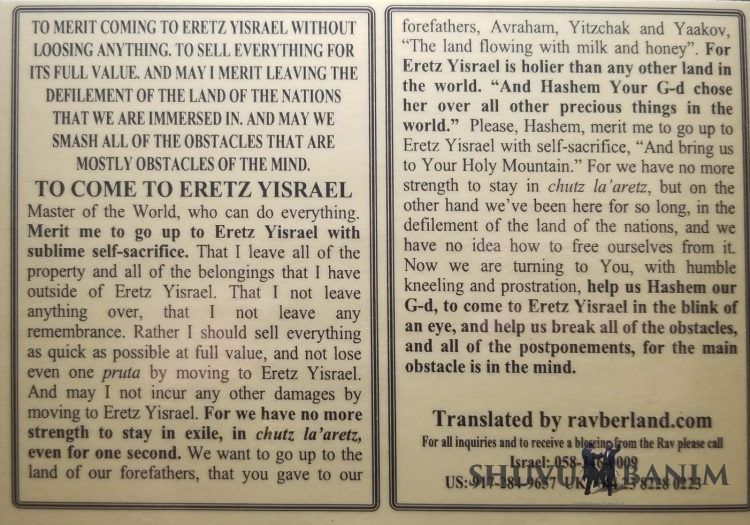 TO MERIT COMING TO ERETZ YISRAEL WITHOUT
LOOSING ANYTHING. TO SELL EVERYTHING FOR
ITS FULL VALUE. AND MAY I MERIT LEAVING THE
DEFILEMENT OF THE LAND OF THE NATIONS
THAT WE ARE IMMERSED IN. AND MAY WE
SMASH ALL OF THE OBSTACLES THAT ARE
MOSTLY OBSTACLES OF THE MIND.
TO COME TO ERETZ YISRAEL
Master of the World, who can do everything.
Merit me to go up to Eretz Yisrael with
sublime self-sacrifice. That I leave all of the
property and all of the belongings that I have
outside of Eretz Yisrael. That I not leave
anything over, that I not leave any
remembrance. Rather I should sell everything
as quick as possible at full value, and not lose
even one pruta by moving to Eretz Yisrael.
And may I not incur any other damages by
moving to Eretz Yisrael. For we have no more
strength to stay in exile, in chutz la'aretz,
even for one second. We want to go up to the
land of our forefathers, that you gave to our
forefathers, Avraham, Yitzchak and Yaakov,
"The land flowing with milk and honey". For
Eretz Yisrael is holier than any other land in
the world. "And Hashem Your G-d chose
her over all other precious things in the
world." Please, Hashem, merit me to go up to
Eretz Yisrael with self-sacrifice, "And bring us
to Your Holy Mountain." For we have no more
strength to stay in chutz la'aretz, but on the
other hand we've been here for so long, in the
defilement of the land of the nations, and we
have no idea how to free ourselves from it.
Now we are turning to You, with humble
kneeling and prostration, help us Hashem our
G-d, to come to Eretz Yisrael in the blink of
an eye, and help us break all of the obstacles,
and all of the postponements, for the main
obstacle is in the mind.
Translated by ravberland.com
For all inquiries and to receive a blessing from the Rav please call
Israel:
US: 917-284-9657 UK: 23 8228 0223
SHUVU BANIM